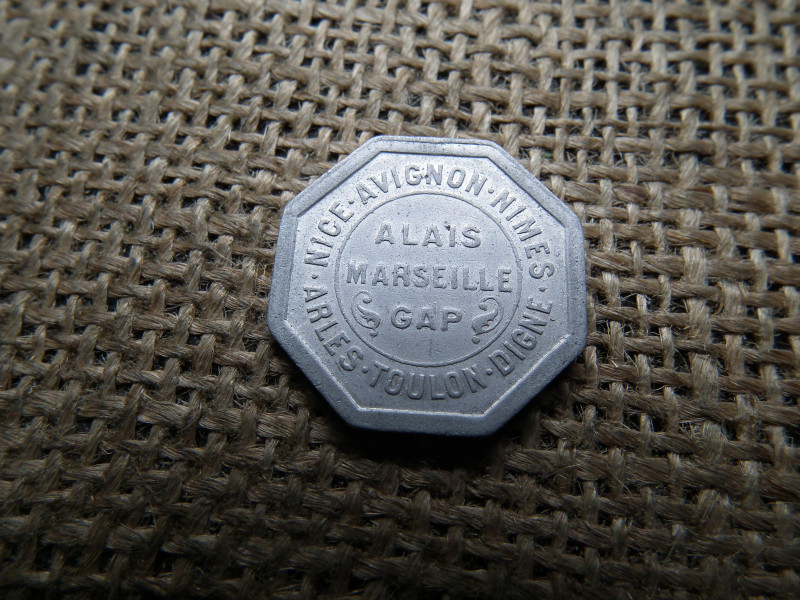 · NICE · AVIGNON · NIMES ·
ARLES · TOULON · DIGNE
ALAIS
MARSEILLE
GAP